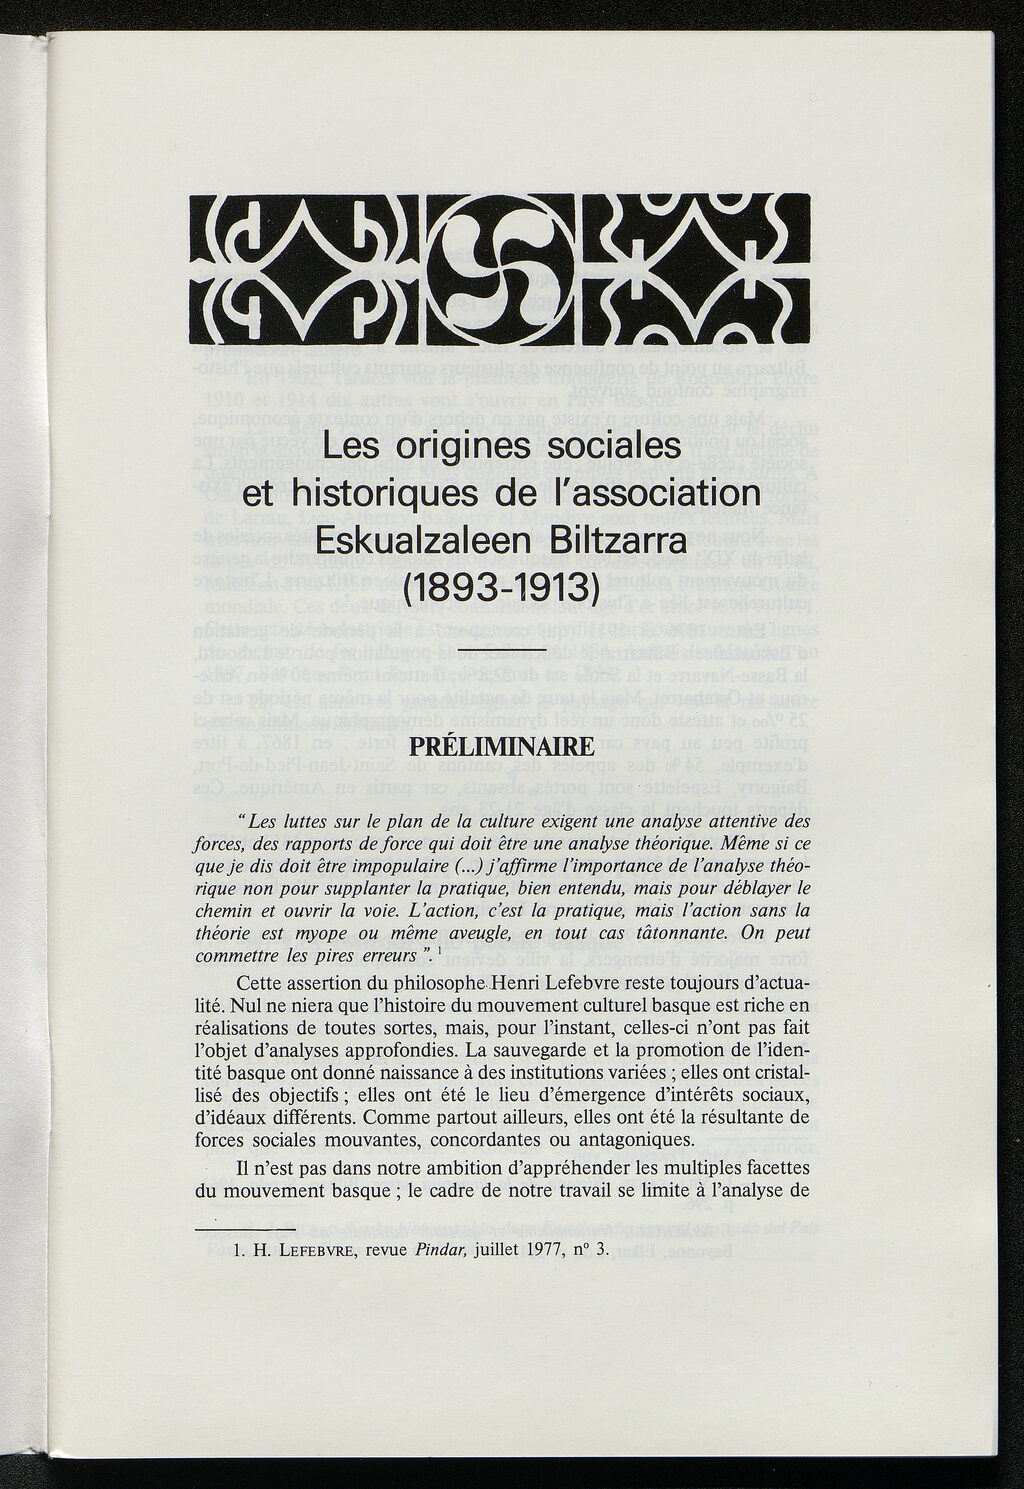 Les origines sociales
et historiques de l'association
Eskualzaleen Biltzarra
(1893-1913)
PRÉLIMINAIRE
“Les luttes sur le plan de la culture exigent une analyse attentive des
forces, des rapports de force qui doit être une analyse théorique. Même si ce
que je dis doit être impopulaire (...) j'affirme l'importance de l'analyse théo-
rique non pour supplanter la pratique, bien entendu, mais pour déblayer le
chemin et ouvrir la voie. L'action, c'est la pratique, mais l'action sans la
théorie est myope ou même aveugle, en tout cas tâtonnante. On peut
commettre les pires erreurs ”. 1
Cette assertion du philosophe Henri Lefebvre reste toujours d'actua-
lité. Nul ne niera que l'histoire du mouvement culturel basque est riche en
réalisations de toutes sortes, mais, pour l'instant, celles-ci n'ont pas fait
l'objet d'analyses approfondies. La sauvegarde et la promotion de l'iden-
tité basque ont donné naissance à des institutions variées ; elles ont cristal-
lisé des objectifs ; elles ont été le lieu d'émergence d'intérêts sociaux,
d'idéaux différents. Comme partout ailleurs, elles ont été la résultante de
forces sociales mouvantes, concordantes ou antagoniques.
Il n'est pas dans notre ambition d'appréhender les multiples facettes
du mouvement basque ; le cadre de notre travail se limite à l'analyse de
1. H. LEFEBVRE, revue Pindar, juillet 1977, n° 3.